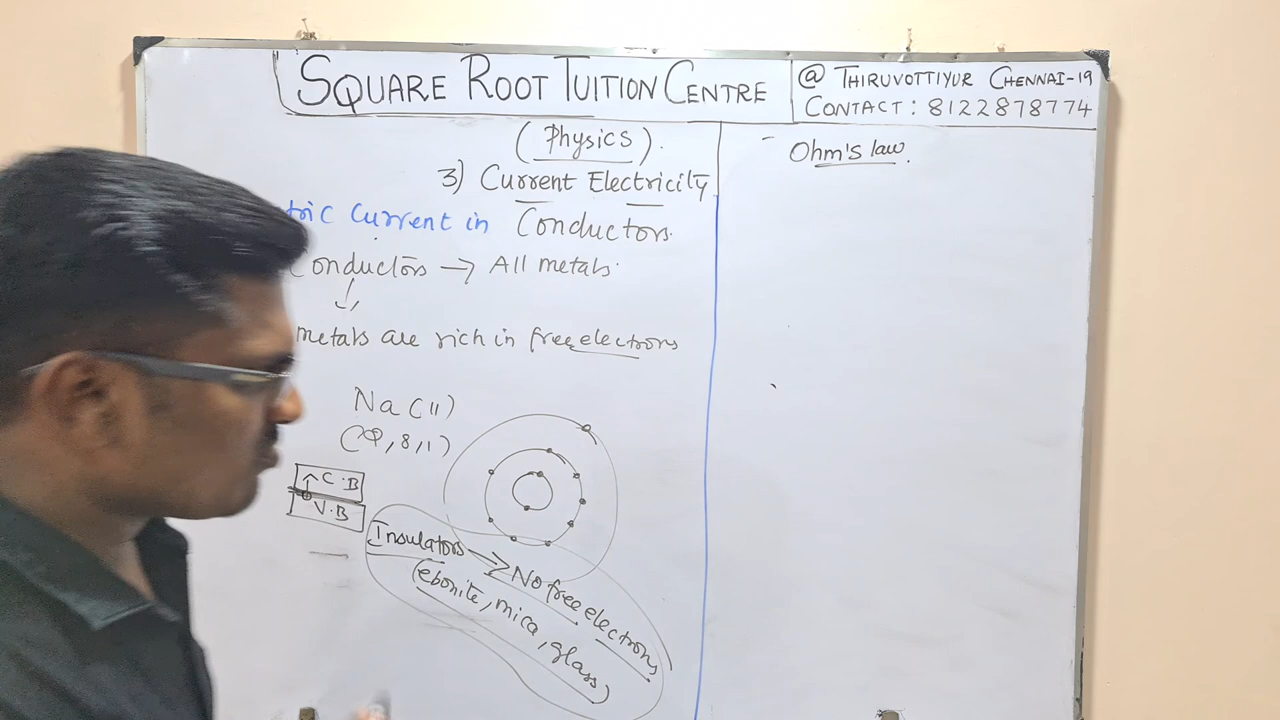 SQUARE ROOT TUITION CENTRE
@ THIRUVOTTIYUR CHENNAI-19
CONTACT : 8122878774
(Physics).
3) Current Electricity
tric Current in Conductors.
Conductors → All metals.
metals are rich in free electrons
Na (11)
8,1)
↑ C.B
V.B
Insulators → No free electrons
(ebonite, mica, glass)
Ohm's law.